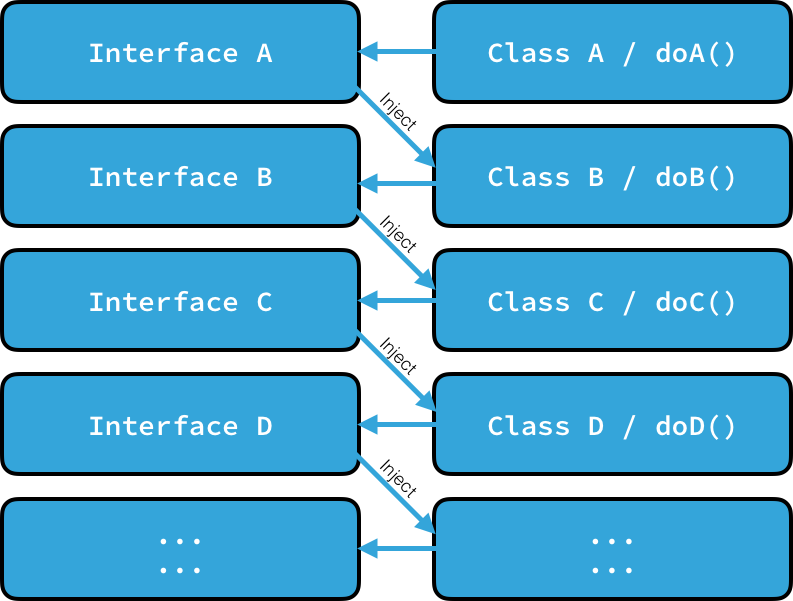 Interface A
Class A / doA()
Inject
Interface B
Class B / doB()
Inject
Interface C
Class C / doC()
Inject
Interface D
Class D / doD()
Inject
...
...
...
...